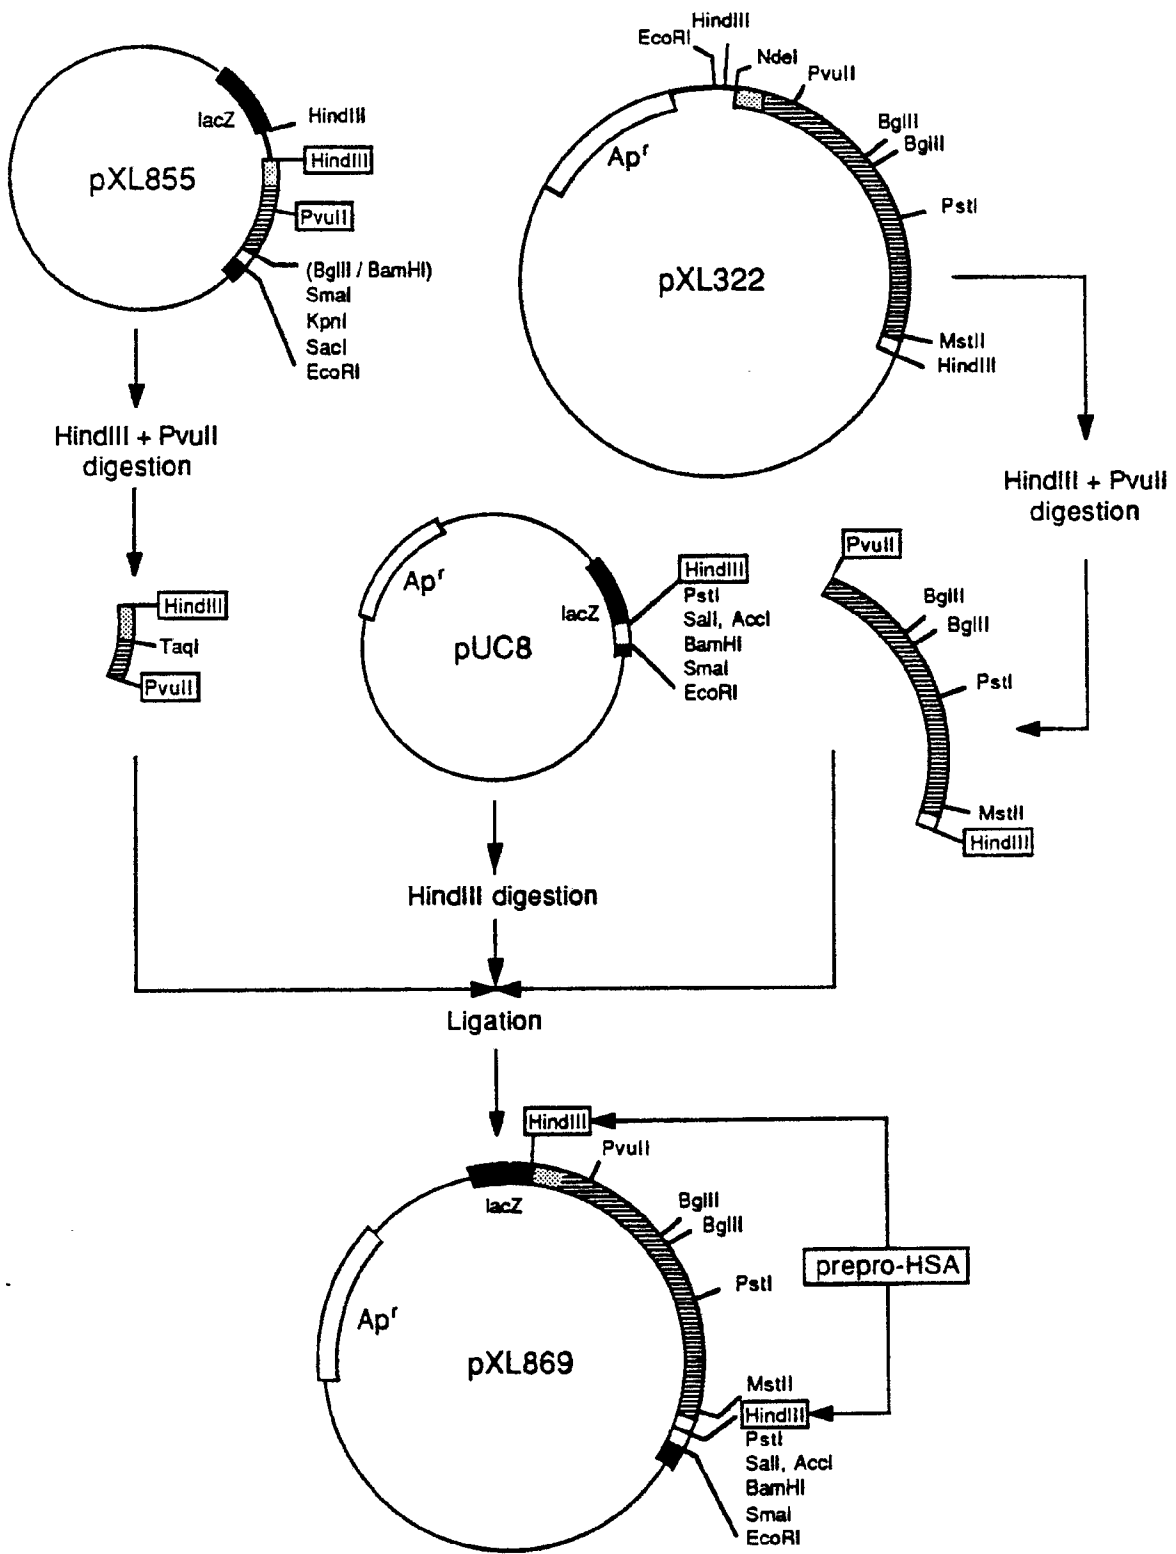 lacZ
HindIII
HindIII
pXL855
PvuII
(BglII / BamHI)
SmaI
KpnI
SacI
EcoRI
HindIII + PvuII
digestion
HindIII
EcoRI
NdeI
PvuII
Apʳ
BglII
BglII
PstI
pXL322
MstII
HindIII
HindIII + PvuII
digestion
HindIII
TaqI
PvuII
Apʳ
lacZ
pUC8
HindIII
PstI
SalI, AccI
BamHI
SmaI
EcoRI
PvuII
BglII
BglII
PstI
MstII
HindIII
HindIII digestion
Ligation
HindIII
PvuII
lacZ
BglII
BglII
prepro-HSA
PstI
Apʳ
pXL869
MstII
HindIII
PstI
SalI, AccI
BamHI
SmaI
EcoRI